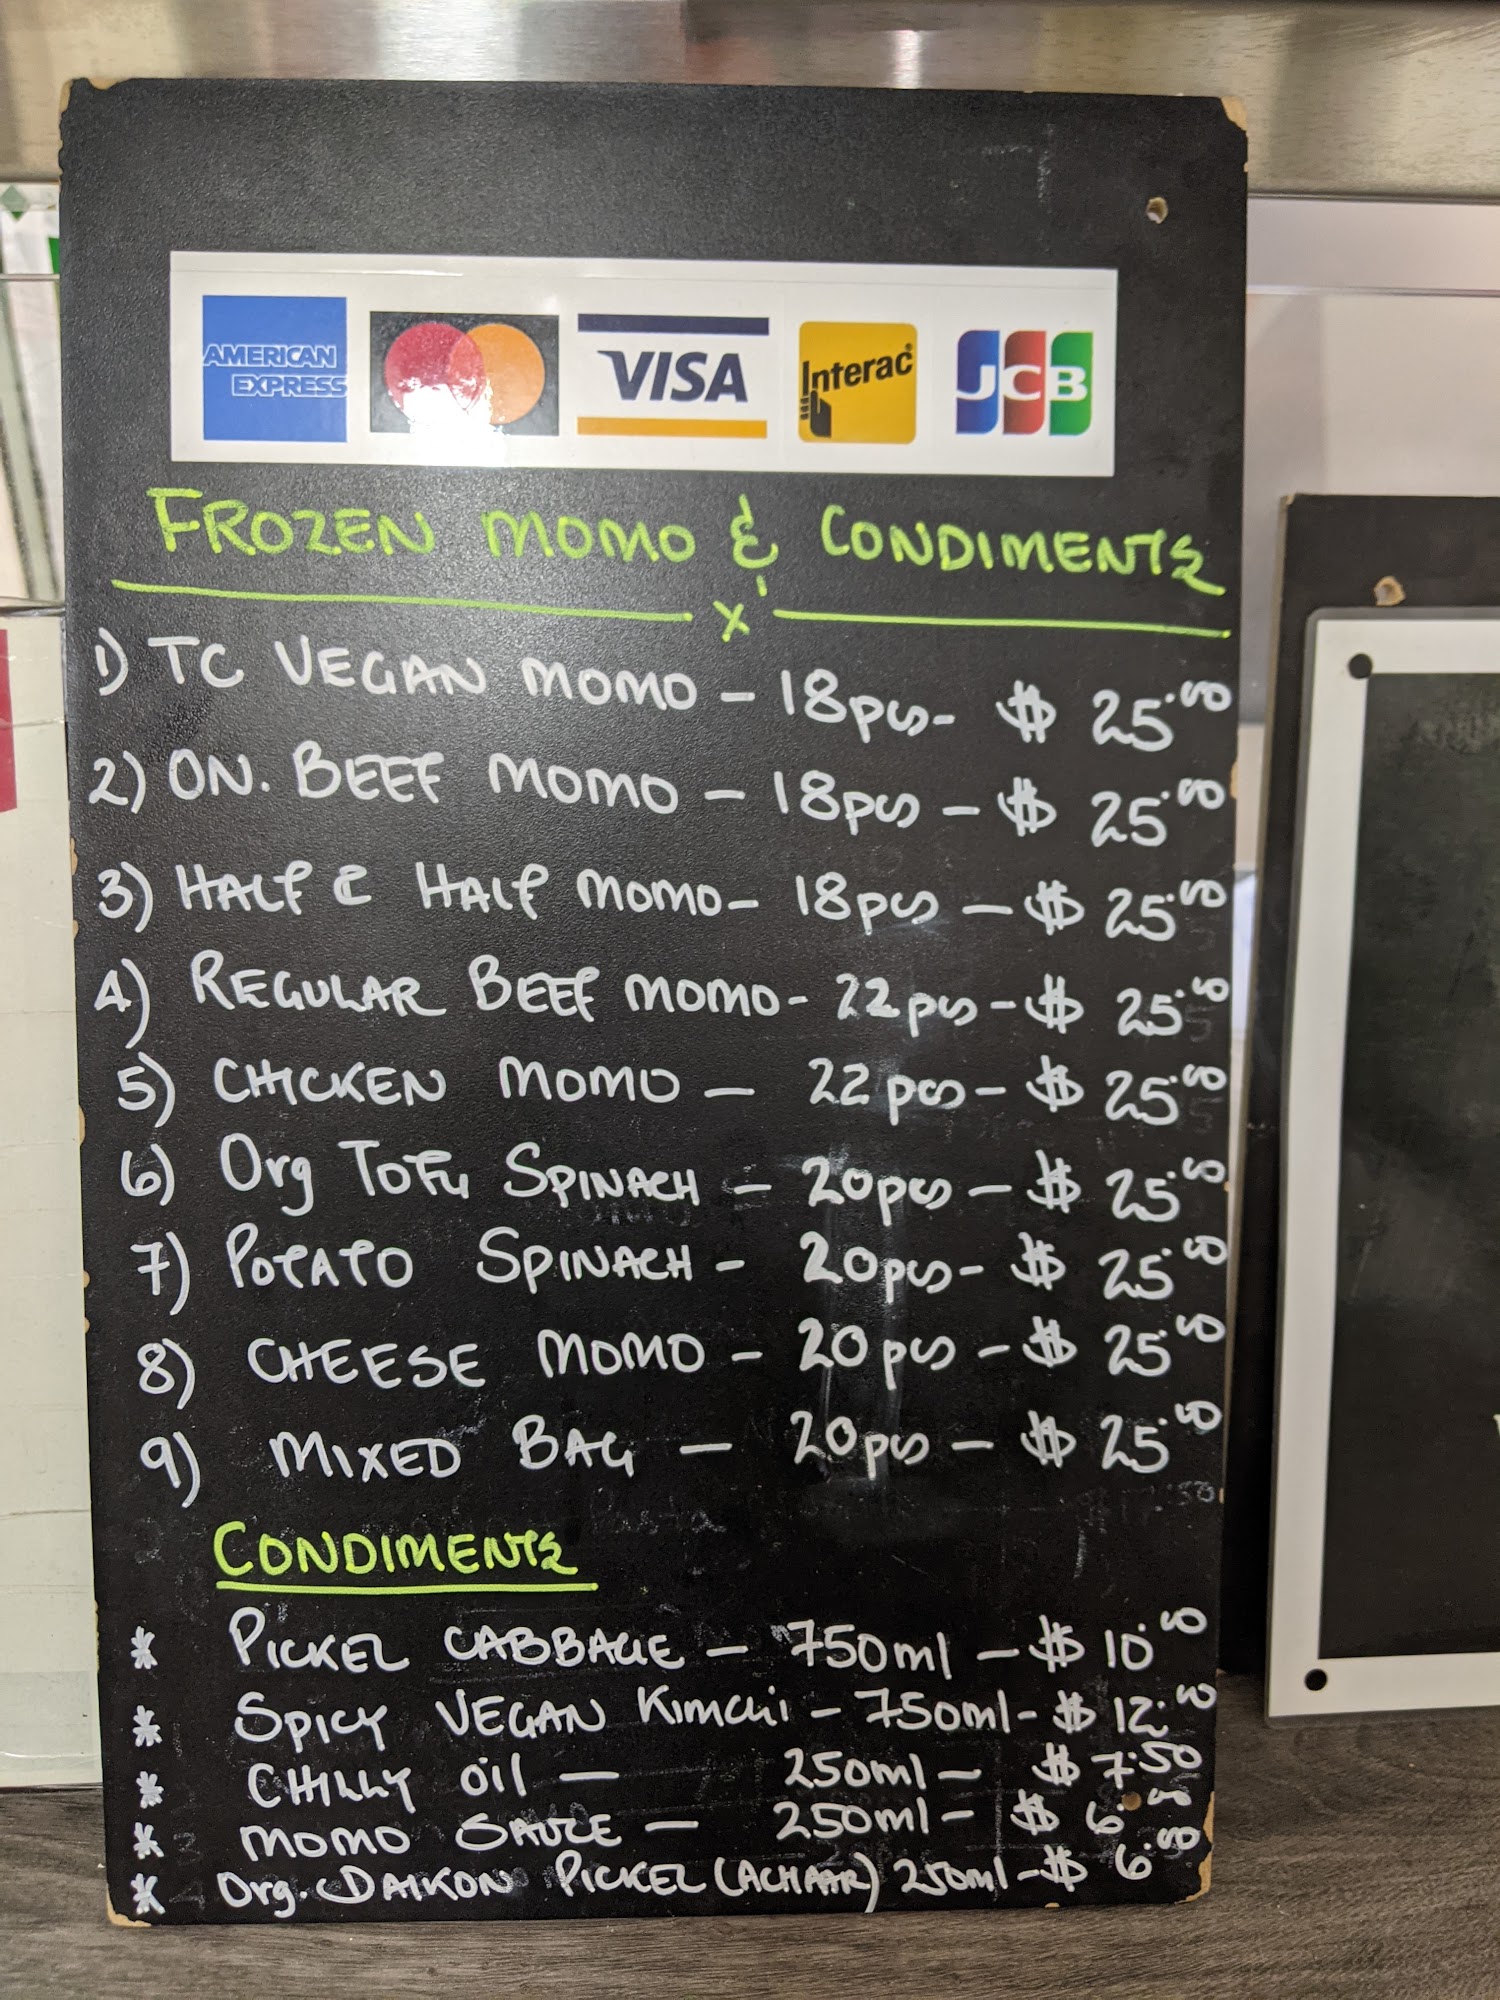 AMERICAN EXPRESS VISA Interac JCB
FROZEN MOMO & CONDIMENTS
x
1) TC VEGAN MOMO - 18pcs - $ 25.00
2) ON. BEEF MOMO - 18pcs - $ 25.00
3) HALF & HALF MOMO - 18pcs - $ 25.00
4) REGULAR BEEF MOMO - 22pcs - $ 25.00
5) CHICKEN MOMO - 22pcs - $ 25.00
6) Org TOFU SPINACH - 20pcs - $ 25.00
7) POTATO SPINACH - 20pcs - $ 25.00
8) CHEESE MOMO - 20pcs - $ 25.00
9) MIXED BAG - 20pcs - $ 25.00
CONDIMENTS
* PICKEL CABBAGE - 750ml - $ 10.00
* SPICY VEGAN KIMCHI - 750ml - $ 12.00
* CHILLY OIL - 250ml - $ 7.50
* MOMO SAUCE - 250ml - $ 6.00
* Org. DAIKON PICKEL (ACHAAR) 250ml - $ 6.50